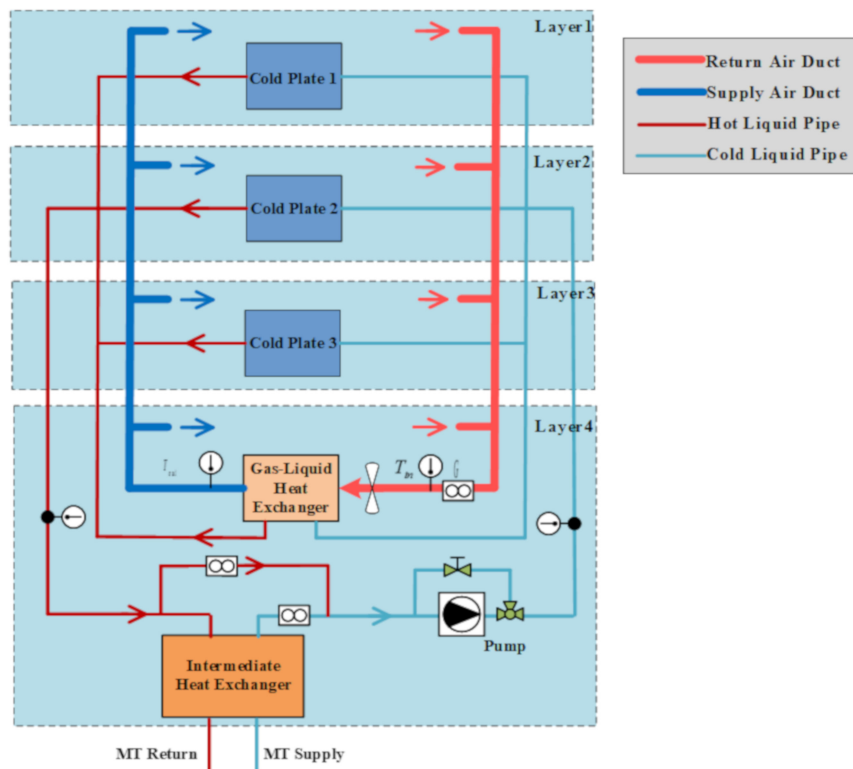 Layer1
Cold Plate 1
Return Air Duct
Supply Air Duct
Hot Liquid Pipe
Cold Liquid Pipe
Layer2
Cold Plate 2
Layer3
Cold Plate 3
Layer4
Gas-Liquid
Heat
Exchanger
T_in
G
Pump
Intermediate
Heat Exchanger
MT Return
MT Supply